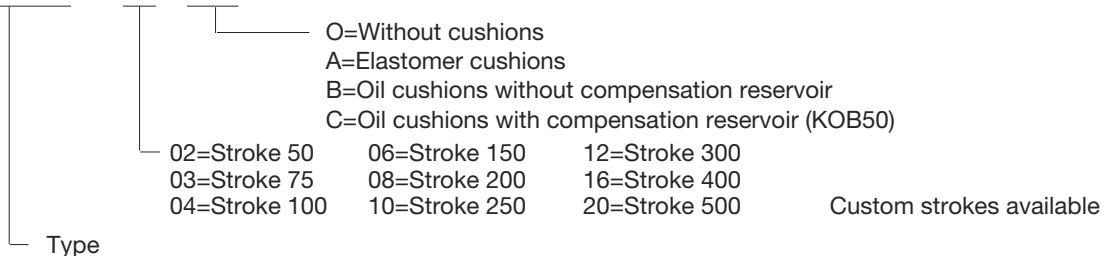 O=Without cushions
A=Elastomer cushions
B=Oil cushions without compensation reservoir
C=Oil cushions with compensation reservoir (KOB50)
02=Stroke 50 06=Stroke 150 12=Stroke 300
03=Stroke 75 08=Stroke 200 16=Stroke 400
04=Stroke 100 10=Stroke 250 20=Stroke 500 Custom strokes available
Type